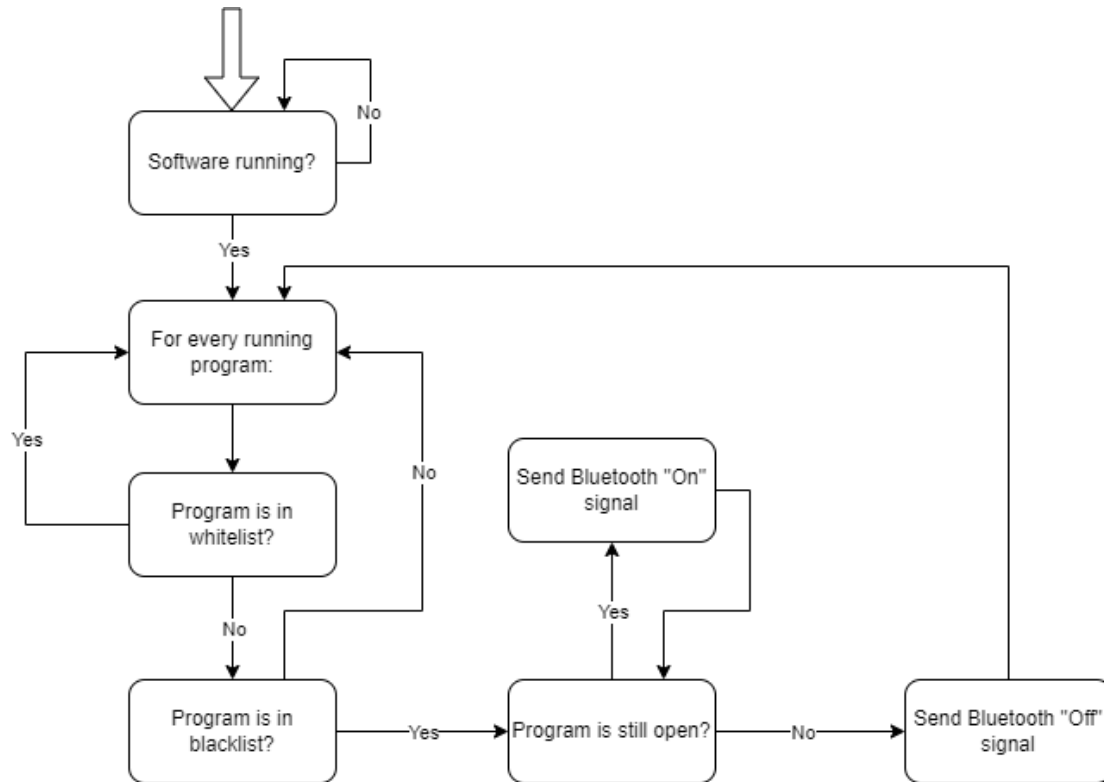 No
Software running?
Yes
For every running
program:
Yes
No
Send Bluetooth "On"
signal
Program is in
whitelist?
Yes
No
Program is in
blacklist?
Yes
Program is still open?
No
Send Bluetooth "Off"
signal